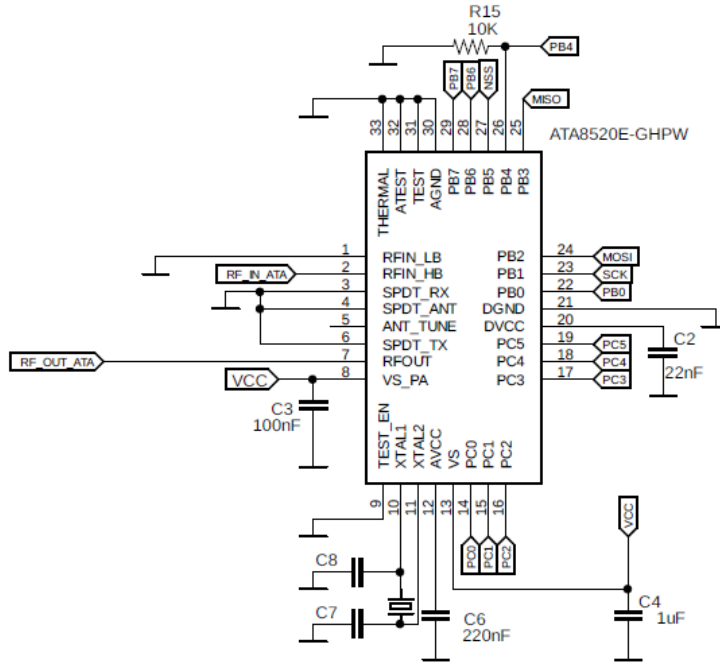 R15
10K
PB4
PB7
PB6
NSS
MISO
33
32
31
30
29
28
27
26
25
ATA8520E-GHPW
THERMAL
ATEST
TEST
AGND
PB7
PB6
PB5
PB4
PB3
1 RFIN_LB
RF_IN_ATA 2 RFIN_HB
3 SPDT_RX
4 SPDT_ANT
5 ANT_TUNE
6 SPDT_TX
RF_OUT_ATA 7 RFOUT
VCC 8 VS_PA
PB2 24 MOSI
PB1 23 SCK
PB0 22 PB0
DGND 21
DVCC 20
PC5 19 PC5
PC4 18 PC4
PC3 17 PC3
C2
22nF
C3
100nF
TEST_EN
XTAL1
XTAL2
AVCC
VS
PC0
PC1
PC2
9
10
11
12
13
14
15
16
PC0
PC1
PC2
VCC
C8
C7
C6
220nF
C4
1uF